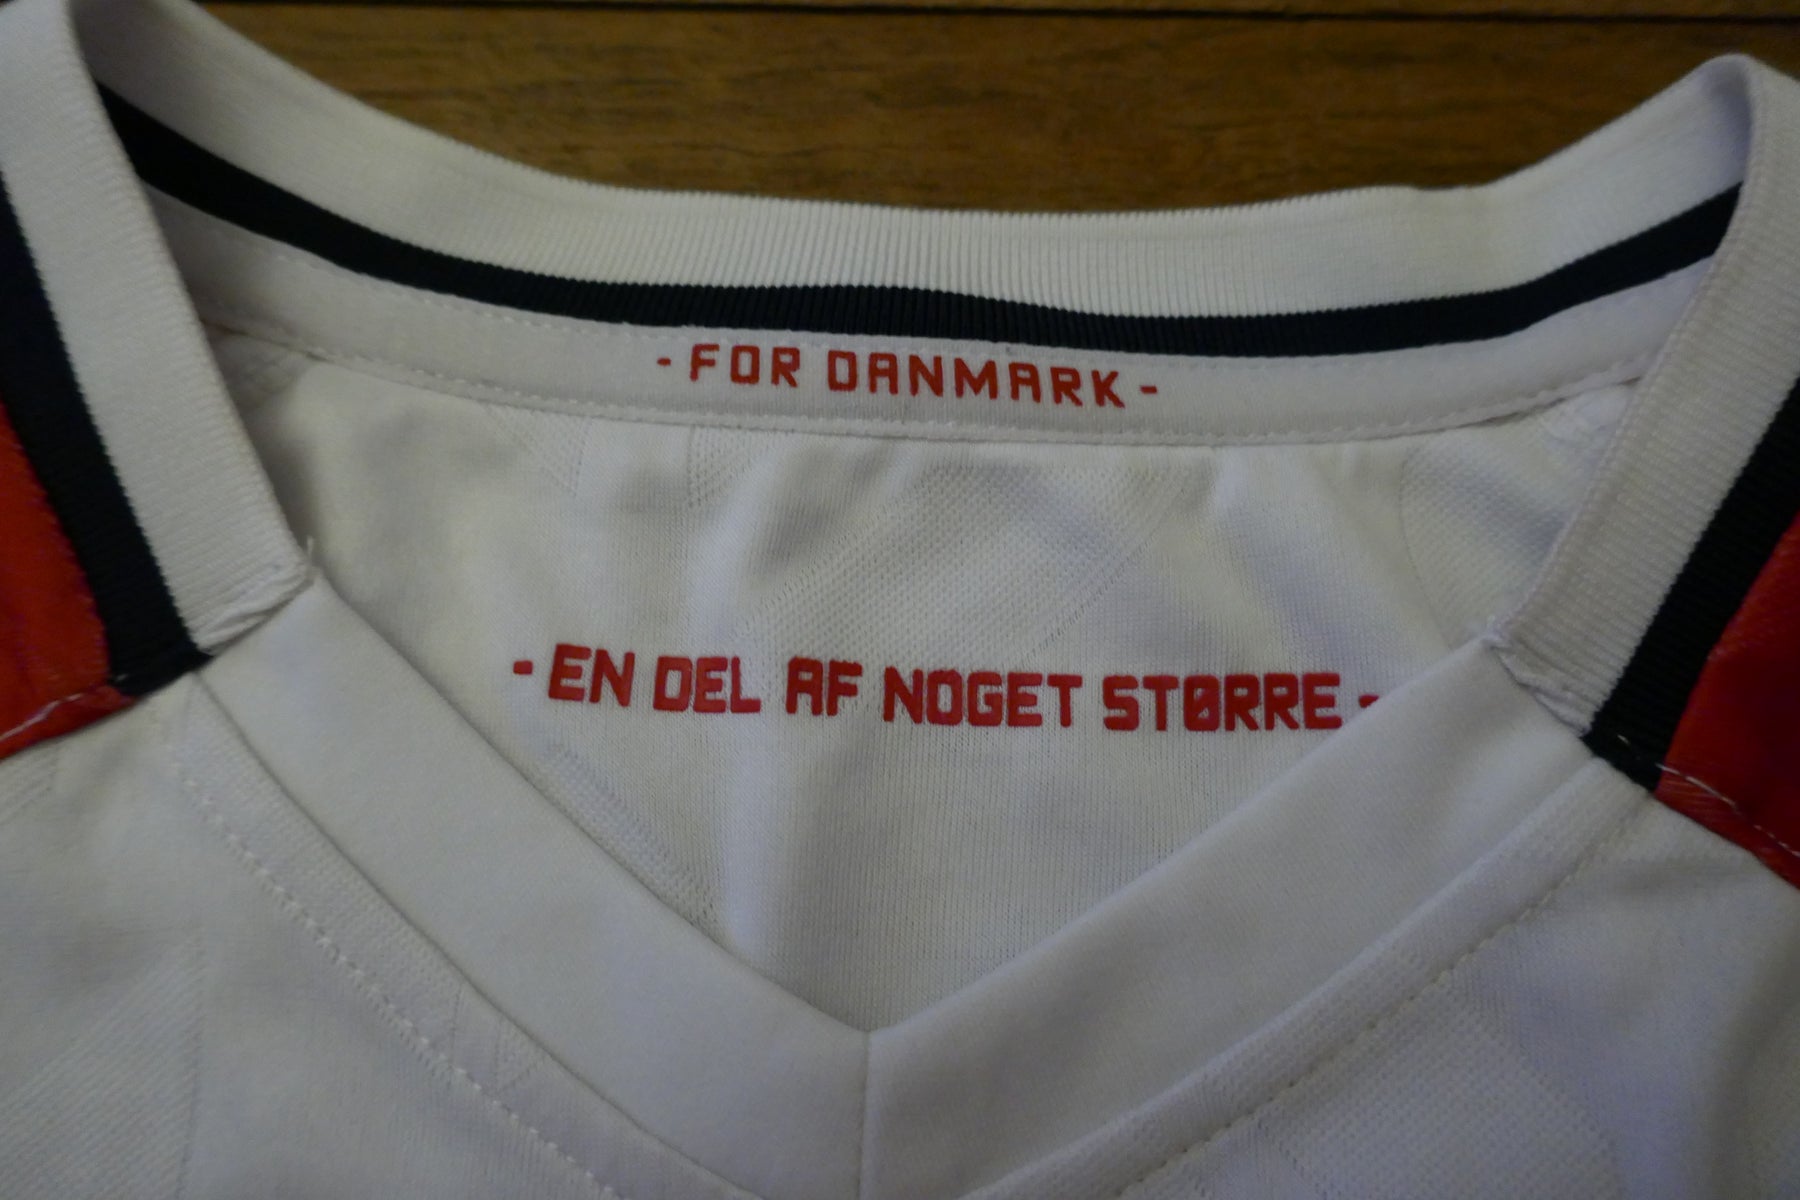 - FOR DANMARK -
- EN DEL AF NOGET STØRRE -